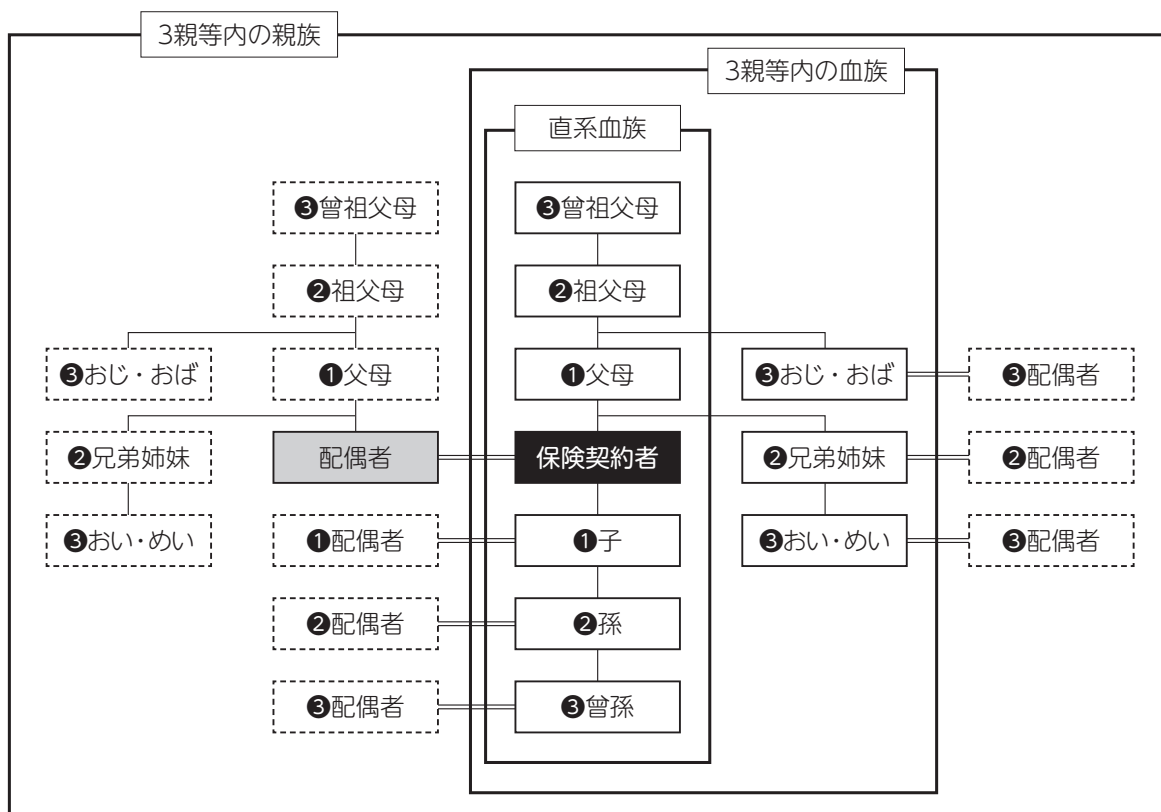 3親等内の親族
3親等内の血族
直系血族
❸曾祖父母
❸曾祖父母
❷祖父母
❷祖父母
❸おじ・おば
❶父母
❶父母
❸おじ・おば
❸配偶者
❷兄弟姉妹
配偶者
保険契約者
❷兄弟姉妹
❷配偶者
❸おい・めい
❶配偶者
❶子
❸おい・めい
❸配偶者
❷配偶者
❷孫
❸配偶者
❸曾孫